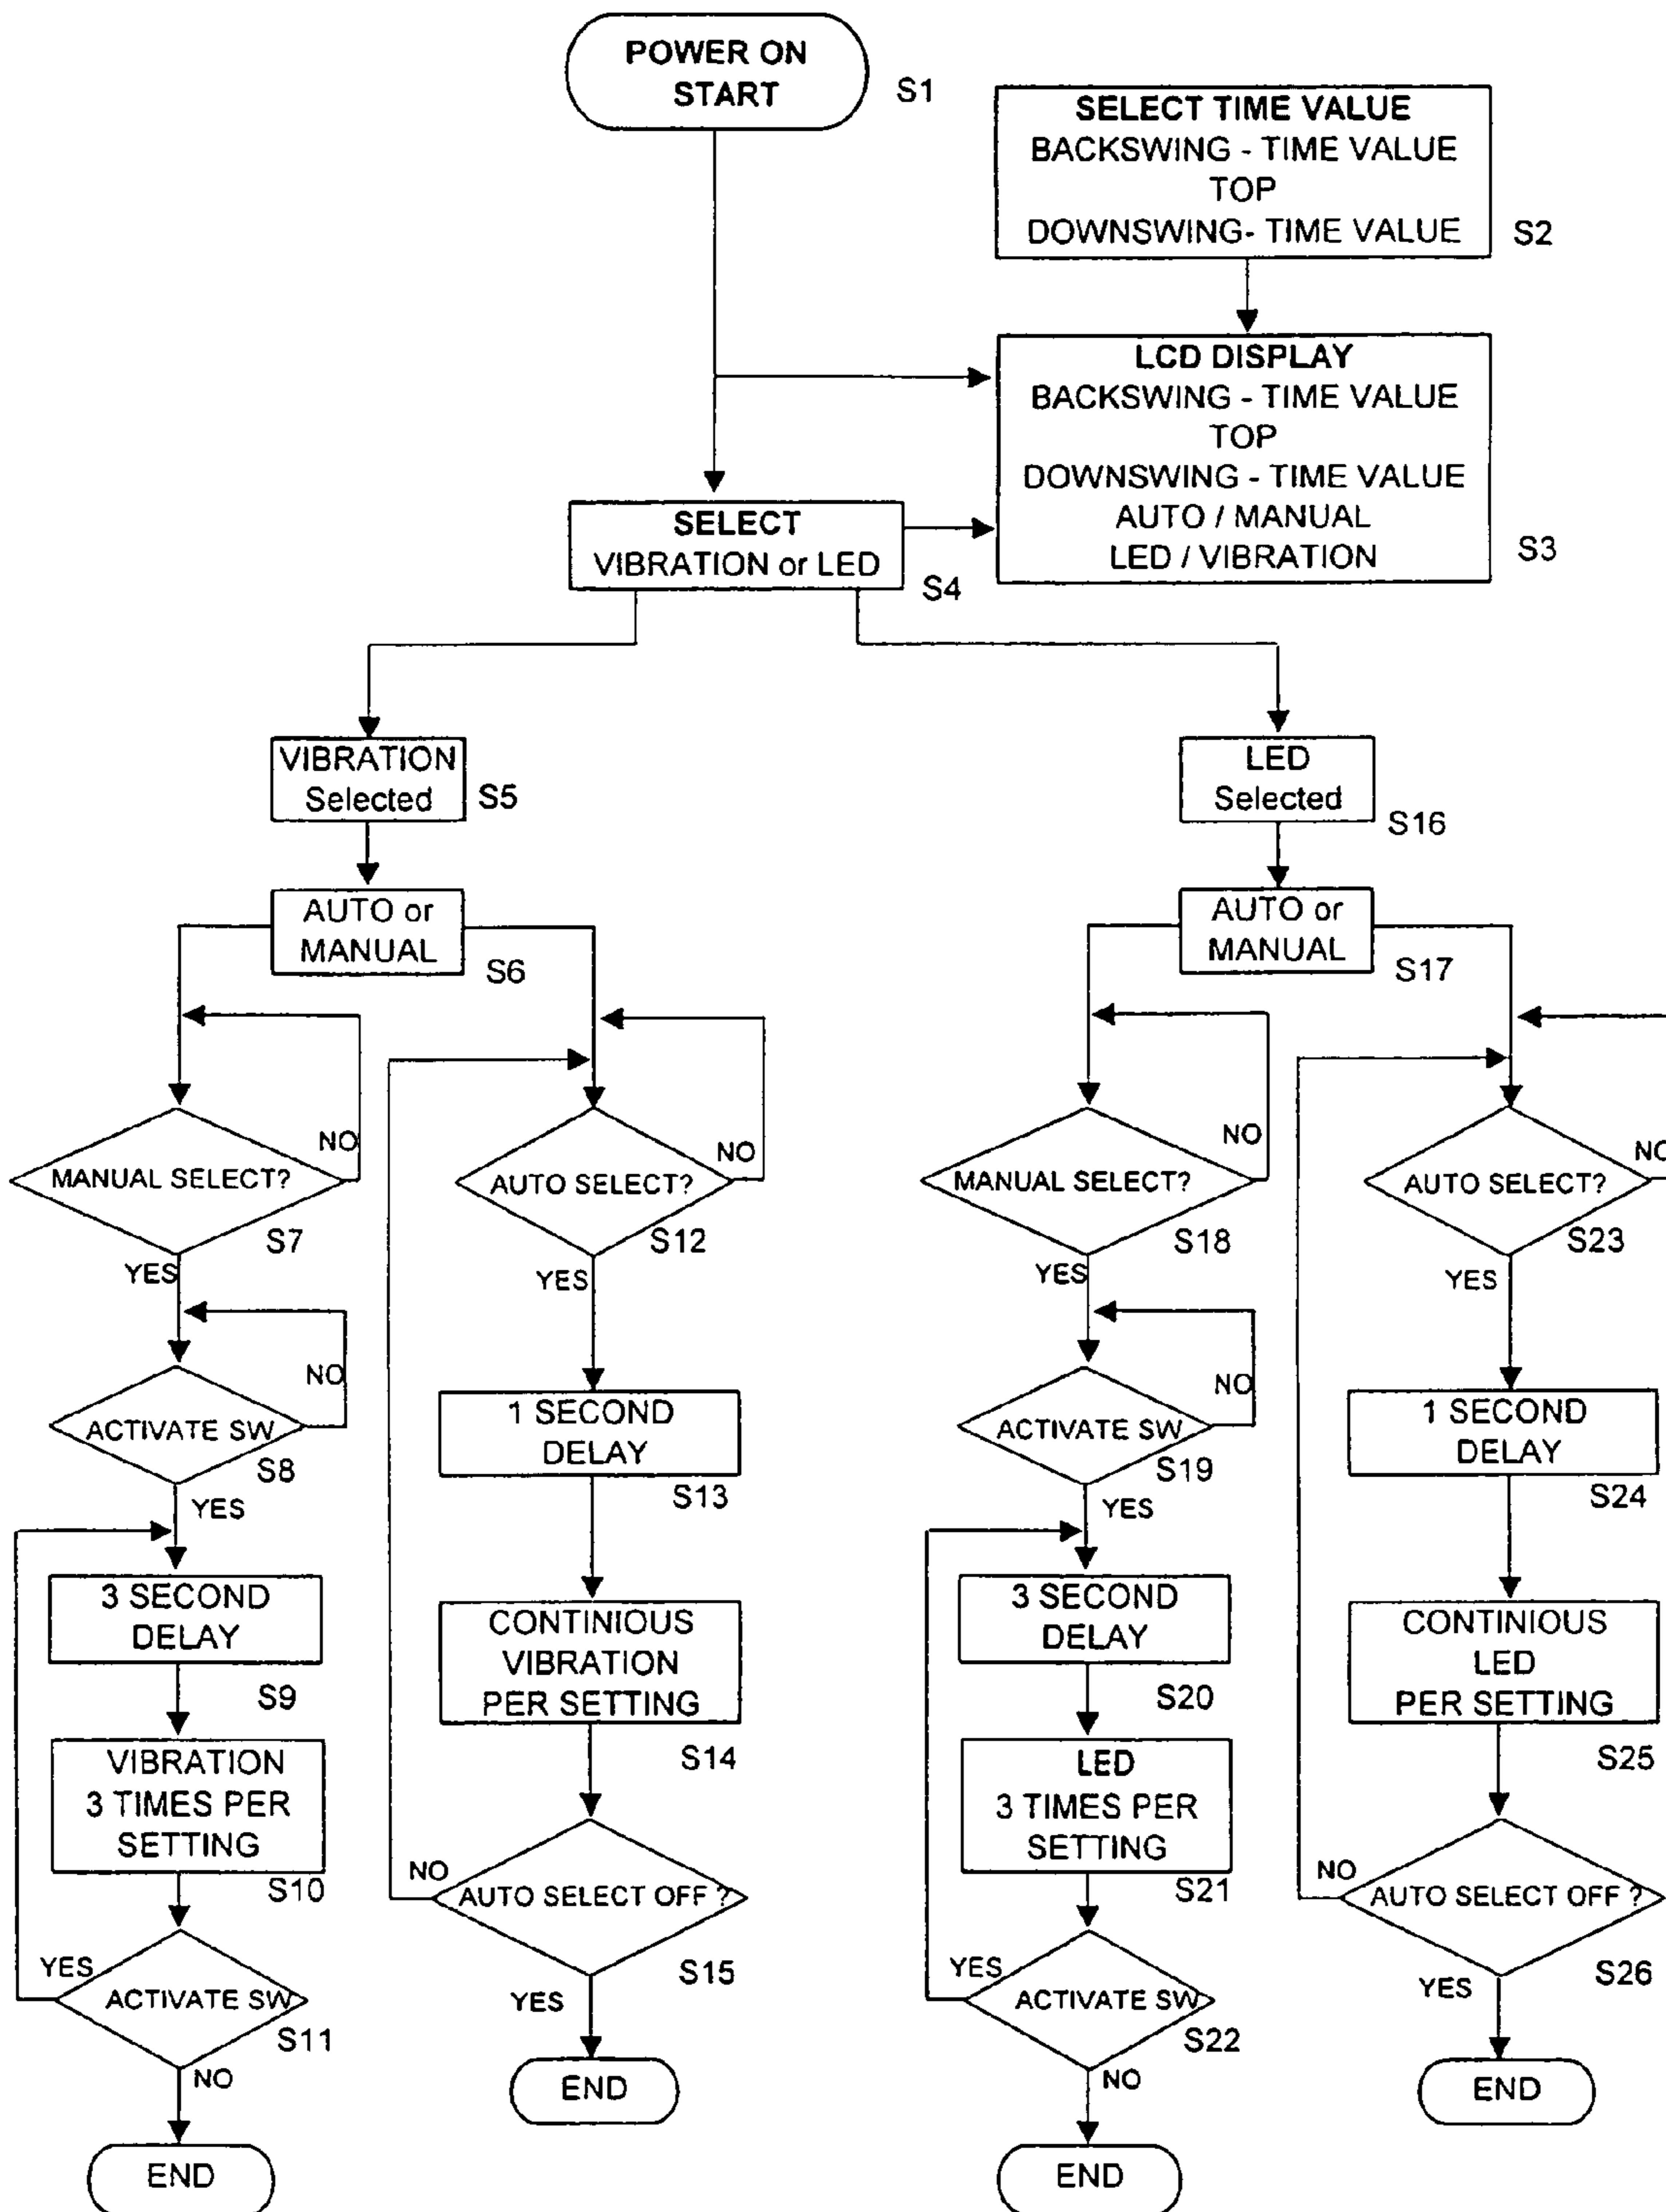 POWER ON
START
S1
SELECT TIME VALUE
BACKSWING - TIME VALUE
TOP
DOWNSWING- TIME VALUE
S2
LCD DISPLAY
BACKSWING - TIME VALUE
TOP
DOWNSWING - TIME VALUE
AUTO / MANUAL
LED / VIBRATION
S3
SELECT
VIBRATION or LED
S4
VIBRATION
Selected
S5
AUTO or
MANUAL
S6
MANUAL SELECT?
NO
S7
YES
ACTIVATE SW
NO
S8
YES
3 SECOND
DELAY
S9
VIBRATION
3 TIMES PER
SETTING
S10
YES
ACTIVATE SW
S11
NO
END
AUTO SELECT?
NO
S12
YES
1 SECOND
DELAY
S13
CONTINIOUS
VIBRATION
PER SETTING
S14
NO
AUTO SELECT OFF ?
S15
YES
END
LED
Selected
S16
AUTO or
MANUAL
S17
MANUAL SELECT?
NO
S18
YES
ACTIVATE SW
NO
S19
YES
3 SECOND
DELAY
S20
LED
3 TIMES PER
SETTING
S21
YES
ACTIVATE SW
S22
NO
END
AUTO SELECT?
NO
S23
YES
1 SECOND
DELAY
S24
CONTINIOUS
LED
PER SETTING
S25
NO
AUTO SELECT OFF ?
S26
YES
END